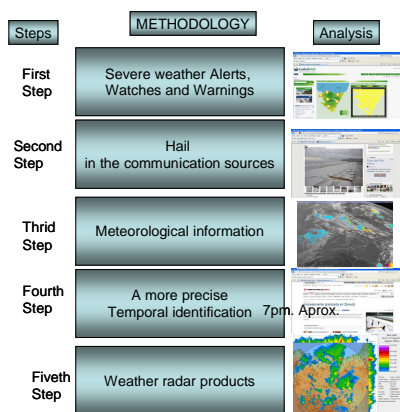 Steps
METHODOLOGY
Analysis
First
Step
Severe weather Alerts,
Watches and Warnings
Second
Step
Hail
in the communication sources
Thrid
Step
Meteorological information
Fourth
Step
A more precise
Temporal identification
7pm. Aprox.
Fiveth
Step
Weather radar products